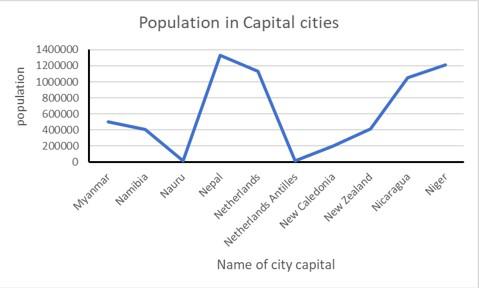 Population in Capital cities
population
1400000
1200000
1000000
800000
600000
400000
200000
0
Myanmar
Namibia
Nauru
Nepal
Netherlands
Netherlands Antilles
New Caledonia
New Zealand
Nicaragua
Niger
Name of city capital